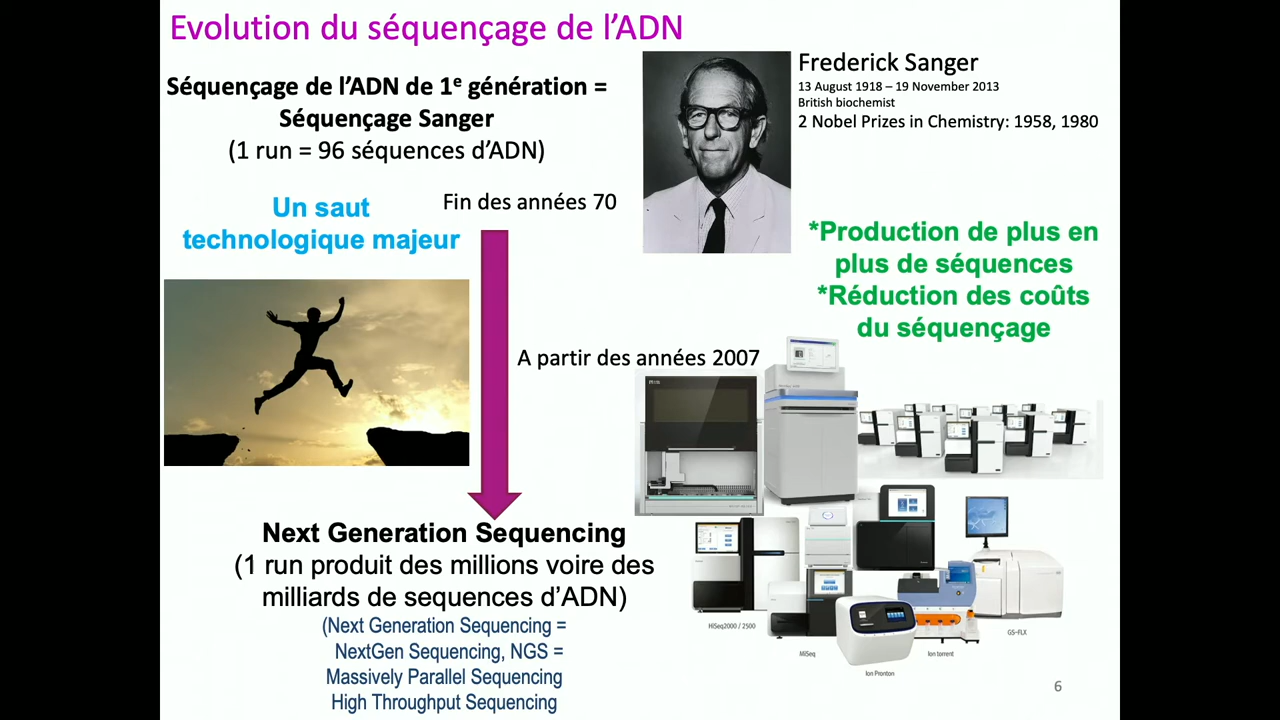 Evolution du séquençage de l’ADN
Séquençage de l’ADN de 1e génération =
Séquençage Sanger
(1 run = 96 séquences d’ADN)
Frederick Sanger
13 August 1918 – 19 November 2013
British biochemist
2 Nobel Prizes in Chemistry: 1958, 1980
Un saut
technologique majeur
Fin des années 70
*Production de plus en
plus de séquences
*Réduction des coûts
du séquençage
A partir des années 2007
Next Generation Sequencing
(1 run produit des millions voire des
milliards de sequences d’ADN)
(Next Generation Sequencing =
NextGen Sequencing, NGS =
Massively Parallel Sequencing
High Throughput Sequencing
HiSeq2000 / 2500
MiSeq
Ion Pronton
Ion torrent
GS-FLX
6